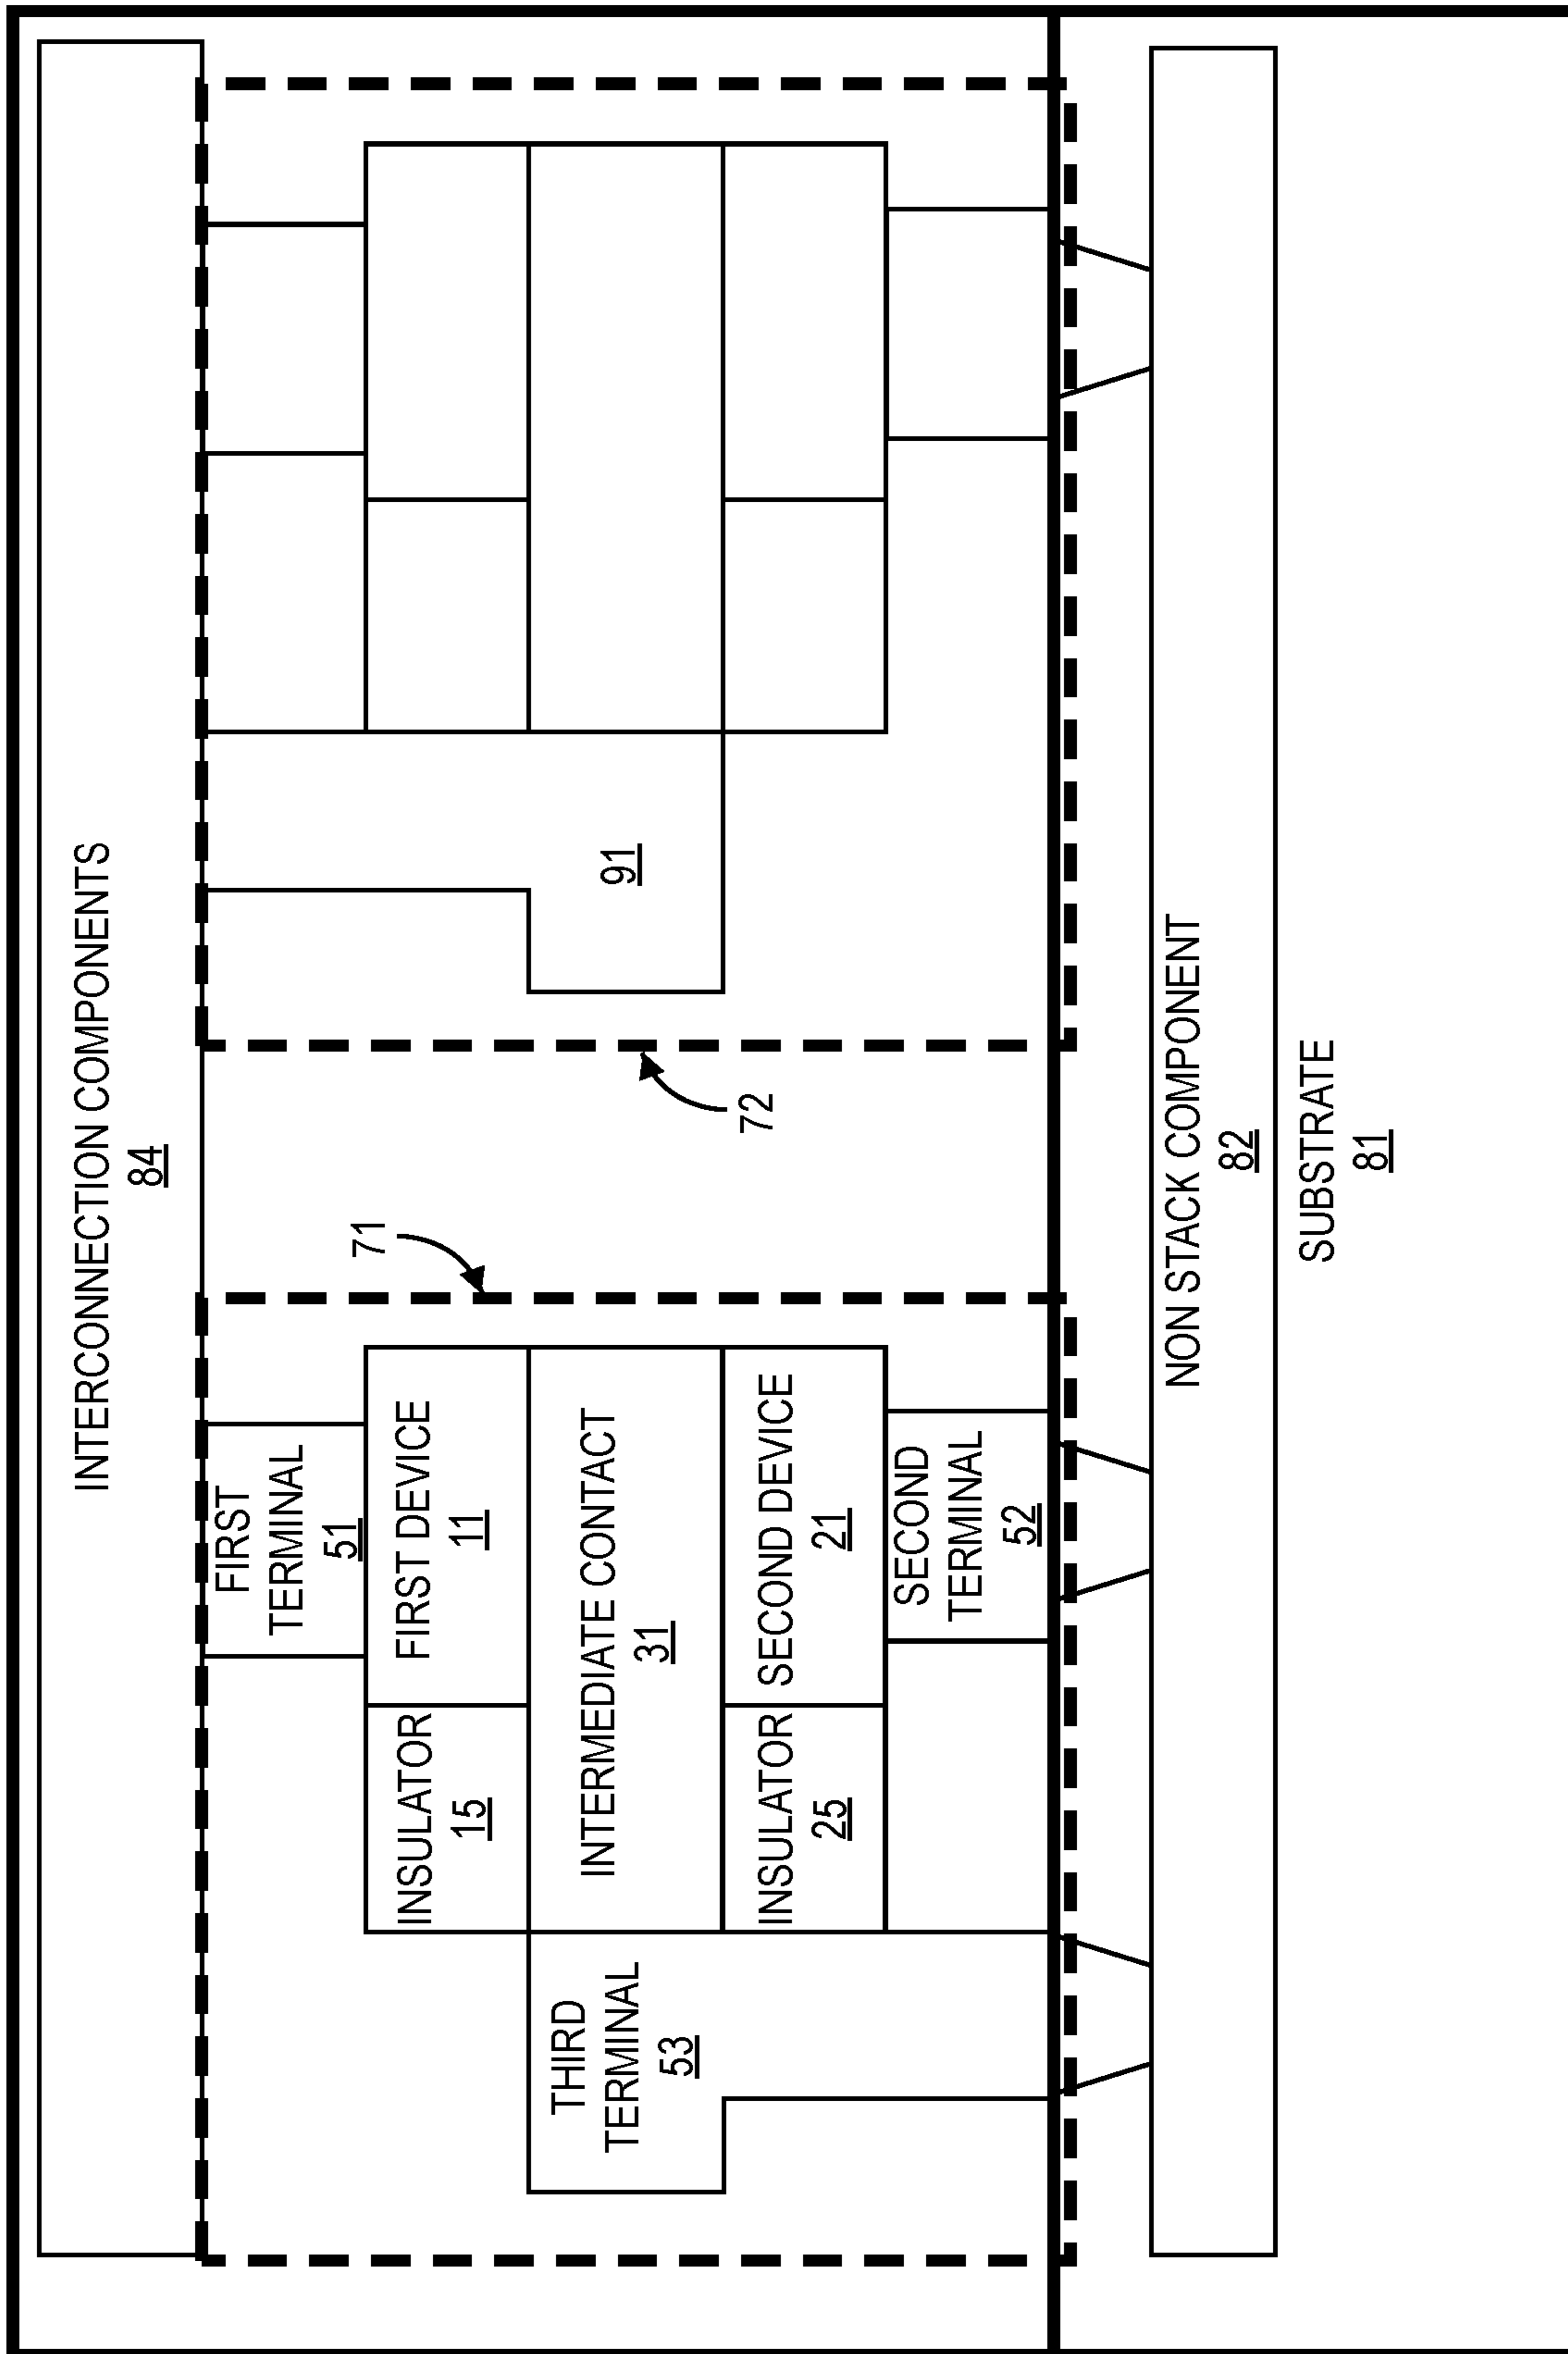 INTERCONNECTION COMPONENTS
84
71
72
FIRST
TERMINAL
51
INSULATOR
15
FIRST DEVICE
11
THIRD
TERMINAL
53
INTERMEDIATE CONTACT
31
91
INSULATOR
25
SECOND DEVICE
21
SECOND
TERMINAL
52
NON STACK COMPONENT
82
SUBSTRATE
81